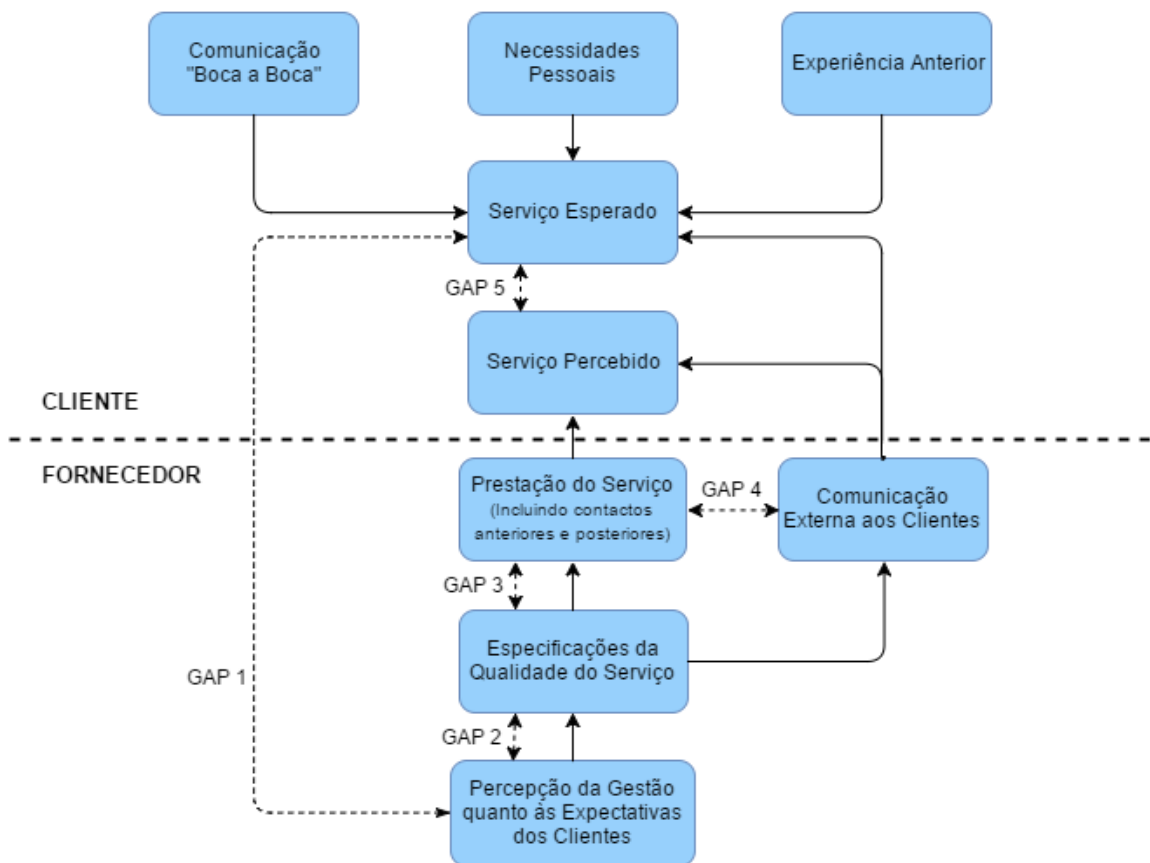 Comunicação
"Boca a Boca"
Necessidades
Pessoais
Experiência Anterior
Serviço Esperado
GAP 5
Serviço Percebido
CLIENTE
FORNECEDOR
Prestação do Serviço
(Incluindo contactos
anteriores e posteriores)
GAP 4
Comunicação
Externa aos Clientes
GAP 3
Especificações da
Qualidade do Serviço
GAP 1
GAP 2
Percepção da Gestão
quanto às Expectativas
dos Clientes